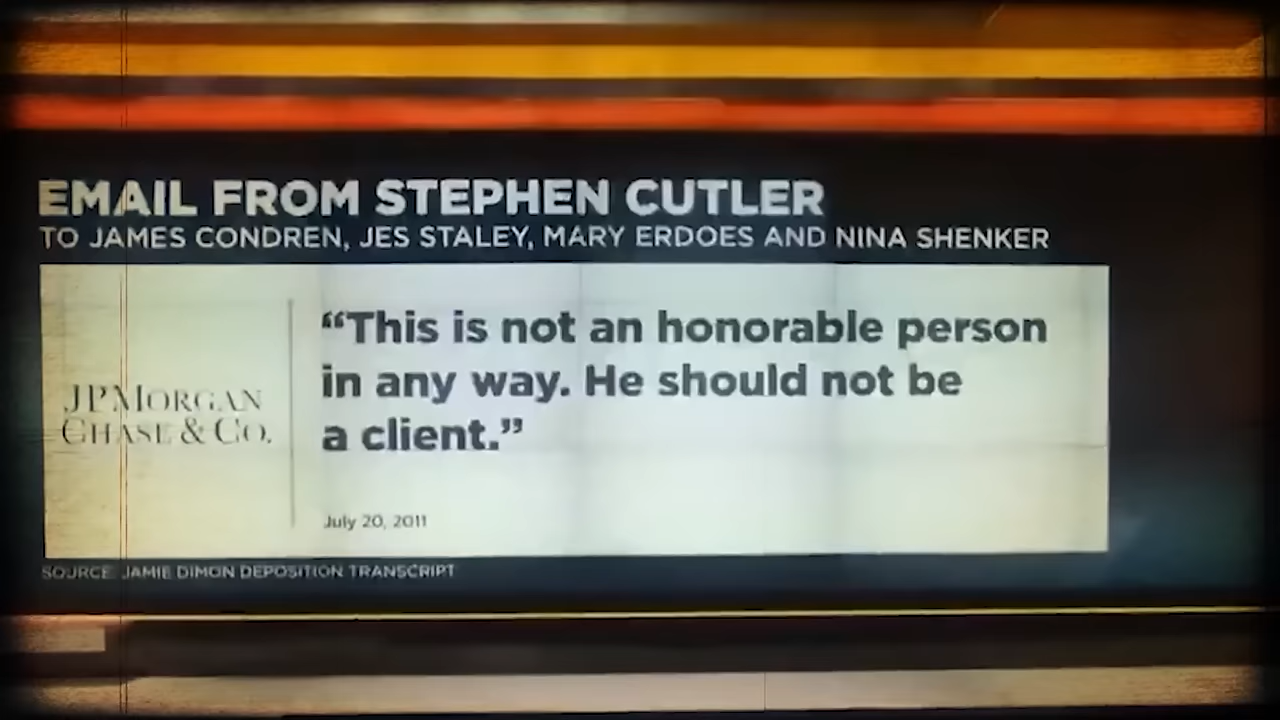 EMAIL FROM STEPHEN CUTLER
TO JAMES CONDREN, JES STALEY, MARY ERDOES AND NINA SHENKER
“This is not an honorable person
in any way. He should not be
a client.”
JPMORGAN
CHASE & CO.
July 20, 2011
SOURCE: JAMIE DIMON DEPOSITION TRANSCRIPT